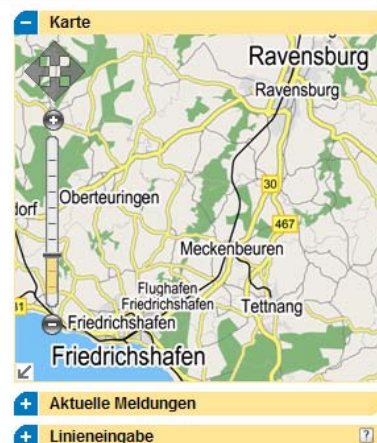 Karte
Ravensburg
Ravensburg
30
Oberteuringen
dorf
467
Meckenbeuren
Flughafen
Friedrichshafen
Tettnang
31
Friedrichshafen
Friedrichshafen
Aktuelle Meldungen
Linieneingabe
?